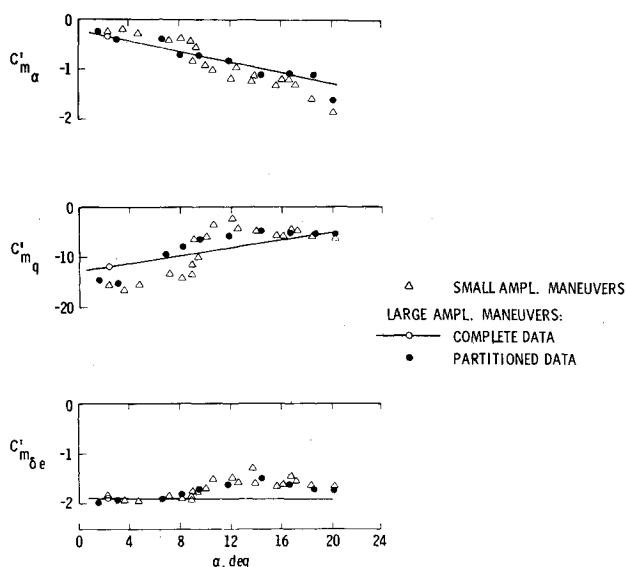 0
-1
-2
C'mα
0
-10
-20
C'mq
△ SMALL AMPL. MANEUVERS
LARGE AMPL. MANEUVERS:
COMPLETE DATA
PARTITIONED DATA
0
-1
-2
C'mδe
0 4 8 12 16 20 24
α, deg